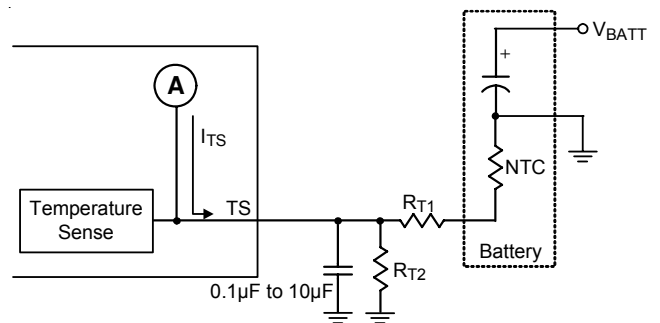 V_BATT
+
A
I_TS
NTC
Temperature
Sense
TS
R_T1
Battery
R_T2
0.1µF to 10µF